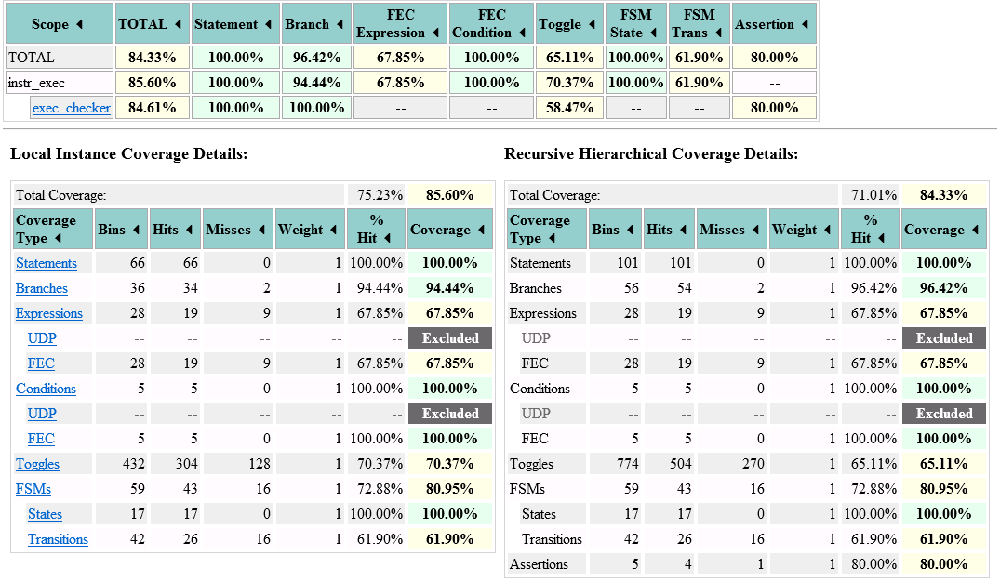 Scope TOTAL Statement Branch FEC Expression FEC Condition Toggle FSM State FSM Trans Assertion
TOTAL 84.33% 100.00% 96.42% 67.85% 100.00% 65.11% 100.00% 61.90% 80.00%
instr_exec 85.60% 100.00% 94.44% 67.85% 100.00% 70.37% 100.00% 61.90% --
exec_checker 84.61% 100.00% 100.00% -- -- 58.47% -- -- 80.00%
Local Instance Coverage Details:
Total Coverage: 75.23% 85.60%
Coverage Type Bins Hits Misses Weight % Hit Coverage
Statements 66 66 0 1 100.00% 100.00%
Branches 36 34 2 1 94.44% 94.44%
Expressions 28 19 9 1 67.85% 67.85%
UDP -- -- -- -- -- Excluded
FEC 28 19 9 1 67.85% 67.85%
Conditions 5 5 0 1 100.00% 100.00%
UDP -- -- -- -- -- Excluded
FEC 5 5 0 1 100.00% 100.00%
Toggles 432 304 128 1 70.37% 70.37%
FSMs 59 43 16 1 72.88% 80.95%
States 17 17 0 1 100.00% 100.00%
Transitions 42 26 16 1 61.90% 61.90%
Recursive Hierarchical Coverage Details:
Total Coverage: 71.01% 84.33%
Coverage Type Bins Hits Misses Weight % Hit Coverage
Statements 101 101 0 1 100.00% 100.00%
Branches 56 54 2 1 96.42% 96.42%
Expressions 28 19 9 1 67.85% 67.85%
UDP -- -- -- -- -- Excluded
FEC 28 19 9 1 67.85% 67.85%
Conditions 5 5 0 1 100.00% 100.00%
UDP -- -- -- -- -- Excluded
FEC 5 5 0 1 100.00% 100.00%
Toggles 774 504 270 1 65.11% 65.11%
FSMs 59 43 16 1 72.88% 80.95%
States 17 17 0 1 100.00% 100.00%
Transitions 42 26 16 1 61.90% 61.90%
Assertions 5 4 1 1 80.00% 80.00%